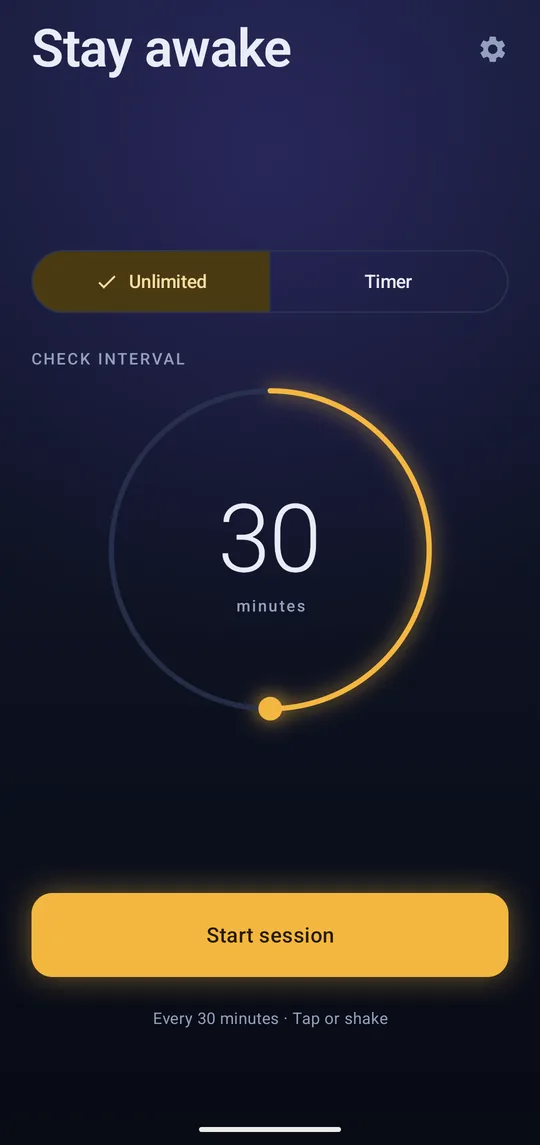 Stay awake
Unlimited
Timer
CHECK INTERVAL
30
minutes
Start session
Every 30 minutes · Tap or shake